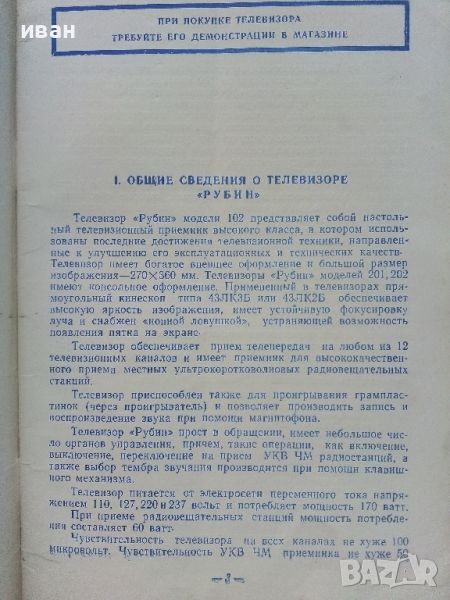 иван
ПРИ ПОКУПКЕ ТЕЛЕВИЗОРА
ТРЕБУЙТЕ ЕГО ДЕМОНСТРАЦИИ В МАГАЗИНЕ
I. ОБЩИЕ СВЕДЕНИЯ О ТЕЛЕВИЗОРЕ
«РУБИН»
Телевизор «Рубин» модели 102 представляет собой настоль-
ный телевизионный приемник высокого класса, в котором исполь-
зованы последние достижения телевизионной техники, направлен-
ные к улучшению его эксплуатационных и технических качеств.
Телевизор имеет богатое внешнее оформление и большой размер
изображения—270×360 мм. Телевизоры «Рубин» моделей 201, 202
имеют консольное оформление. Примененный в телевизорах пря-
моугольный кинескоп типа 43ЛК3Б или 43ЛК2Б обеспечивает
высокую яркость изображения, имеет устойчивую фокусировку
луча и снабжен «ионной ловушкой», устраняющей возможность
появления пятна на экране.
Телевизор обеспечивает прием телепередач на любом из 12
телевизионных каналов и имеет приемник для высококачествен-
ного приема местных ультракоротковолновых радиовещательных
станций.
Телевизор приспособлен также для проигрывания грампла-
стинок (через проигрыватель) и позволяет производить запись и
воспроизведение звука при помощи магнитофона.
Телевизор «Рубин» прост в обращении, имеет небольшое чис-
ло органов управления, причем, такие операции, как включение,
выключение, переключение на прием УКВ ЧМ радиостанций, а
также выбор тембра звучания производится при помощи клавиш-
ного механизма.
Телевизор питается от электросети переменного тока напря-
жением 110, 127, 220 и 237 вольт и потребляет мощность 170 ватт.
При приеме радиовещательных станций мощность потребле-
ния составляет 60 ватт.
Чувствительность телевизора на всех каналах не хуже 100
микровольт. Чувствительность УКВ ЧМ приемника не хуже 50
3
BAZAR.bg